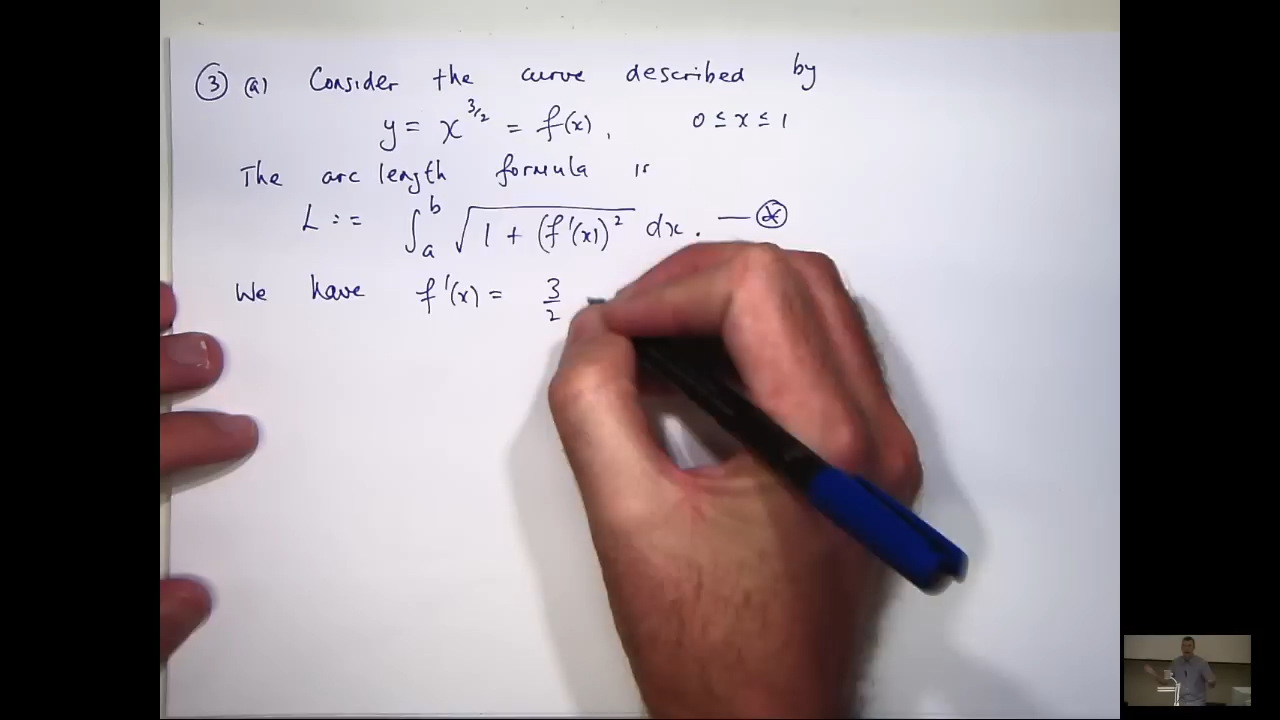 ③ (a) Consider the curve described by
y = x^{3/2} = f(x), 0 ≤ x ≤ 1
The arc length formula is
L := ∫_a^b √(1 + (f'(x))^2) dx. — ⊛
We have f'(x) = 3/2